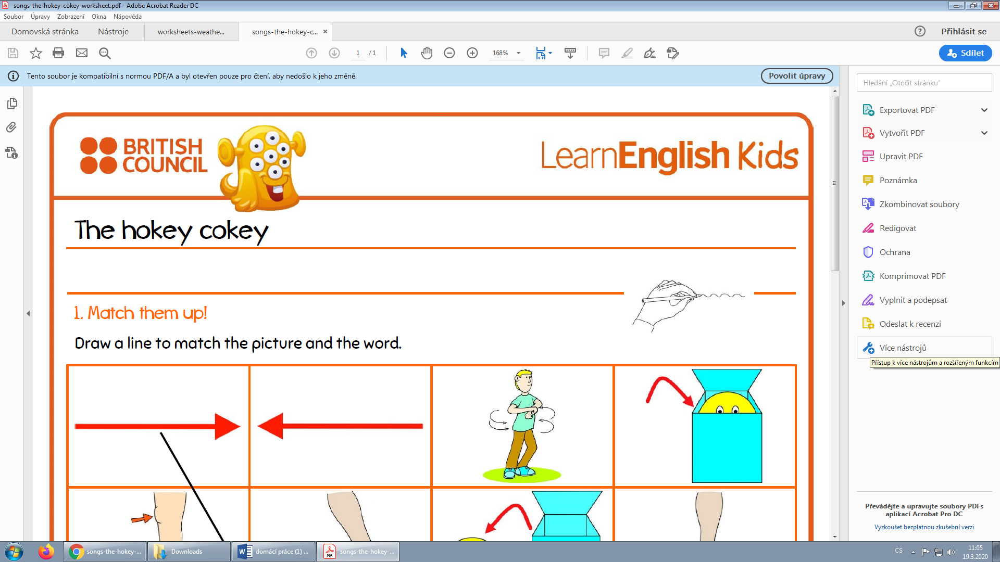 songs-the-hokey-cokey-worksheet.pdf - Adobe Acrobat Reader DC
Soubor Úpravy Zobrazení Okna Nápověda
Domovská stránka Nástroje worksheets-weathe... songs-the-hokey-c... Přihlásit se
1 / 1 168% Sdílet
Tento soubor je kompatibilní s normou PDF/A a byl otevřen pouze pro čtení, aby nedošlo k jeho změně. Povolit úpravy
Hledání „Otočit stránku“
Exportovat PDF
Vytvořit PDF
Upravit PDF
Poznámka
Zkombinovat soubory
Redigovat
Ochrana
Komprimovat PDF
Vyplnit a podepsat
Odeslat k recenzi
Více nástrojů
Přístup k více nástrojům a rozšířeným funkcím
Převádějte a upravujte soubory PDFs
aplikací Acrobat Pro DC
Vyzkoušet bezplatnou zkušební verzi
BRITISH
COUNCIL
LearnEnglish Kids
The hokey cokey
1. Match them up!
Draw a line to match the picture and the word.
songs-the-hokey-... Downloads domácí práce (1) ... songs-the-hokey-... CS 11:05
19.3.2020